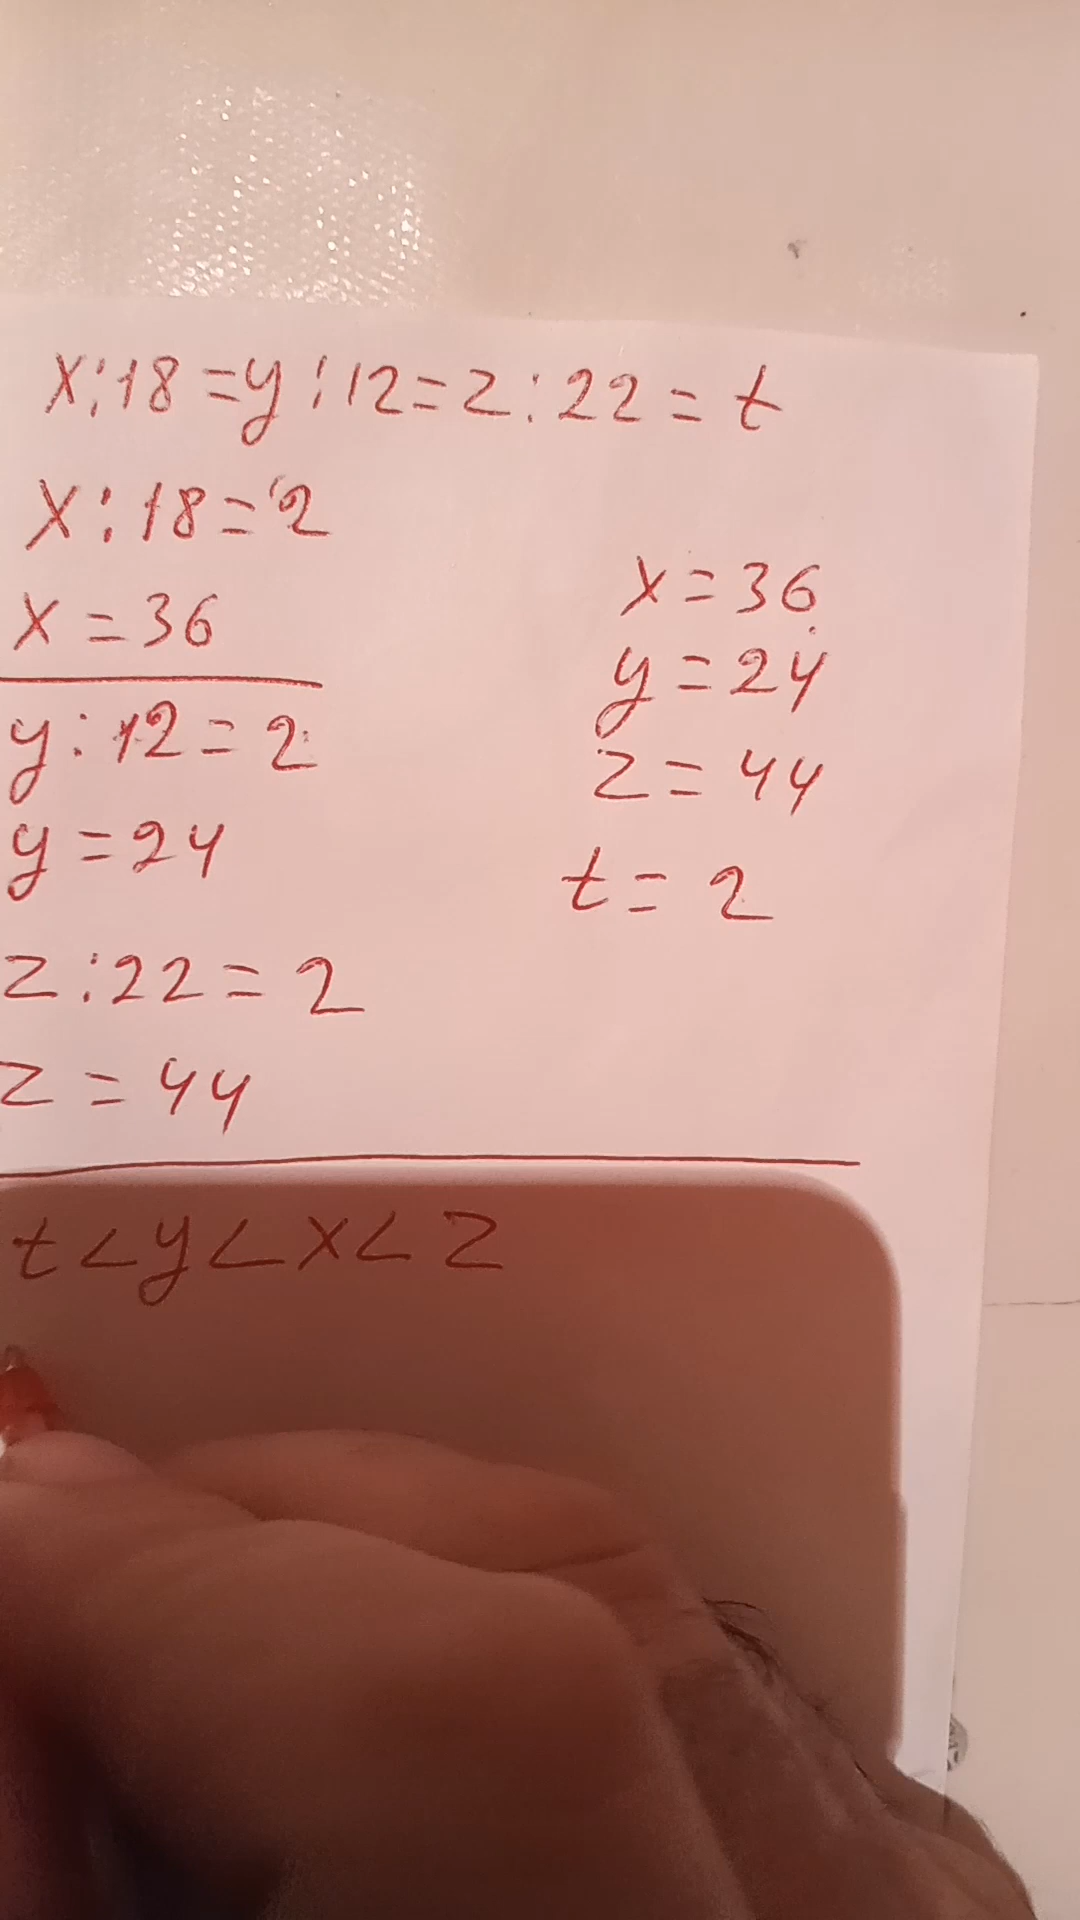 x:18=y:12=z:22=t
x:18=2
x=36
y:12=2
y=24
z:22=2
z=44
x=36
y=24
z=44
t=2
t<y<x<z